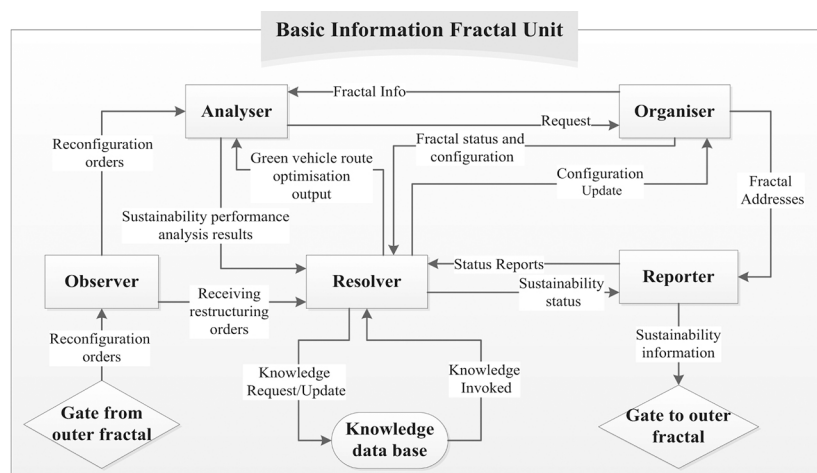 Basic Information Fractal Unit
Analyser
Fractal Info
Organiser
Request
Reconfiguration
orders
Green vehicle route
optimisation
output
Fractal status and
configuration
Configuration
Update
Fractal
Addresses
Sustainability performance
analysis results
Observer
Resolver
Status Reports
Reporter
Receiving
restructuring
orders
Sustainability
status
Reconfiguration
orders
Knowledge
Request/Update
Knowledge
Invoked
Sustainability
information
Gate from
outer fractal
Knowledge
data base
Gate to outer
fractal